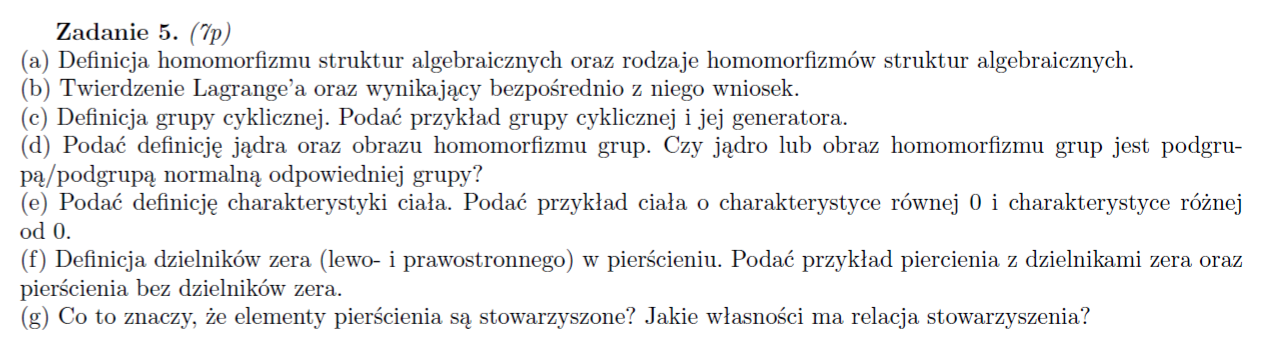 Zadanie 5. (7p)
(a) Definicja homomorfizmu struktur algebraicznych oraz rodzaje homomorfizmów struktur algebraicznych.
(b) Twierdzenie Lagrange'a oraz wynikający bezpośrednio z niego wniosek.
(c) Definicja grupy cyklicznej. Podać przykład grupy cyklicznej i jej generatora.
(d) Podać definicję jądra oraz obrazu homomorfizmu grup. Czy jądro lub obraz homomorfizmu grup jest podgru-
pą/podgrupą normalną odpowiedniej grupy?
(e) Podać definicję charakterystyki ciała. Podać przykład ciała o charakterystyce równej 0 i charakterystyce różnej
od 0.
(f) Definicja dzielników zera (lewo- i prawostronnego) w pierścieniu. Podać przykład piercienia z dzielnikami zera oraz
pierścienia bez dzielników zera.
(g) Co to znaczy, że elementy pierścienia są stowarzyszone? Jakie własności ma relacja stowarzyszenia?